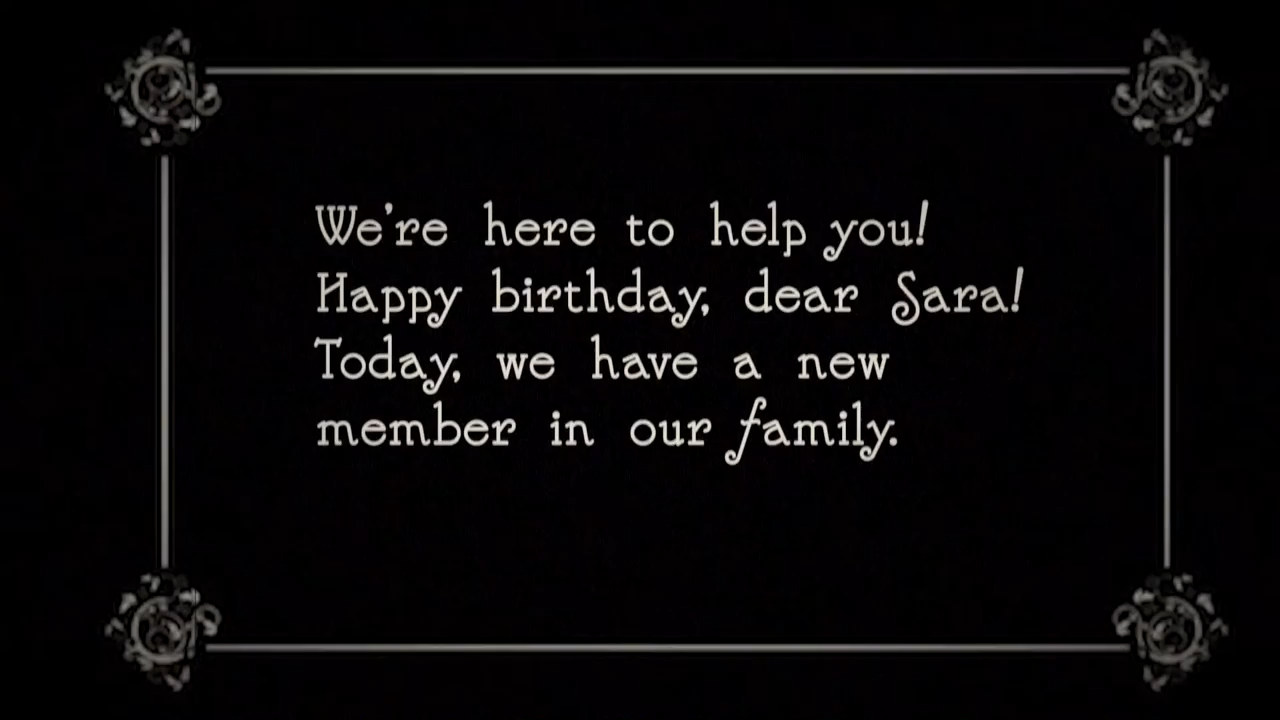 We're here to help you!
Happy birthday, dear Sara!
Today, we have a new
member in our family.